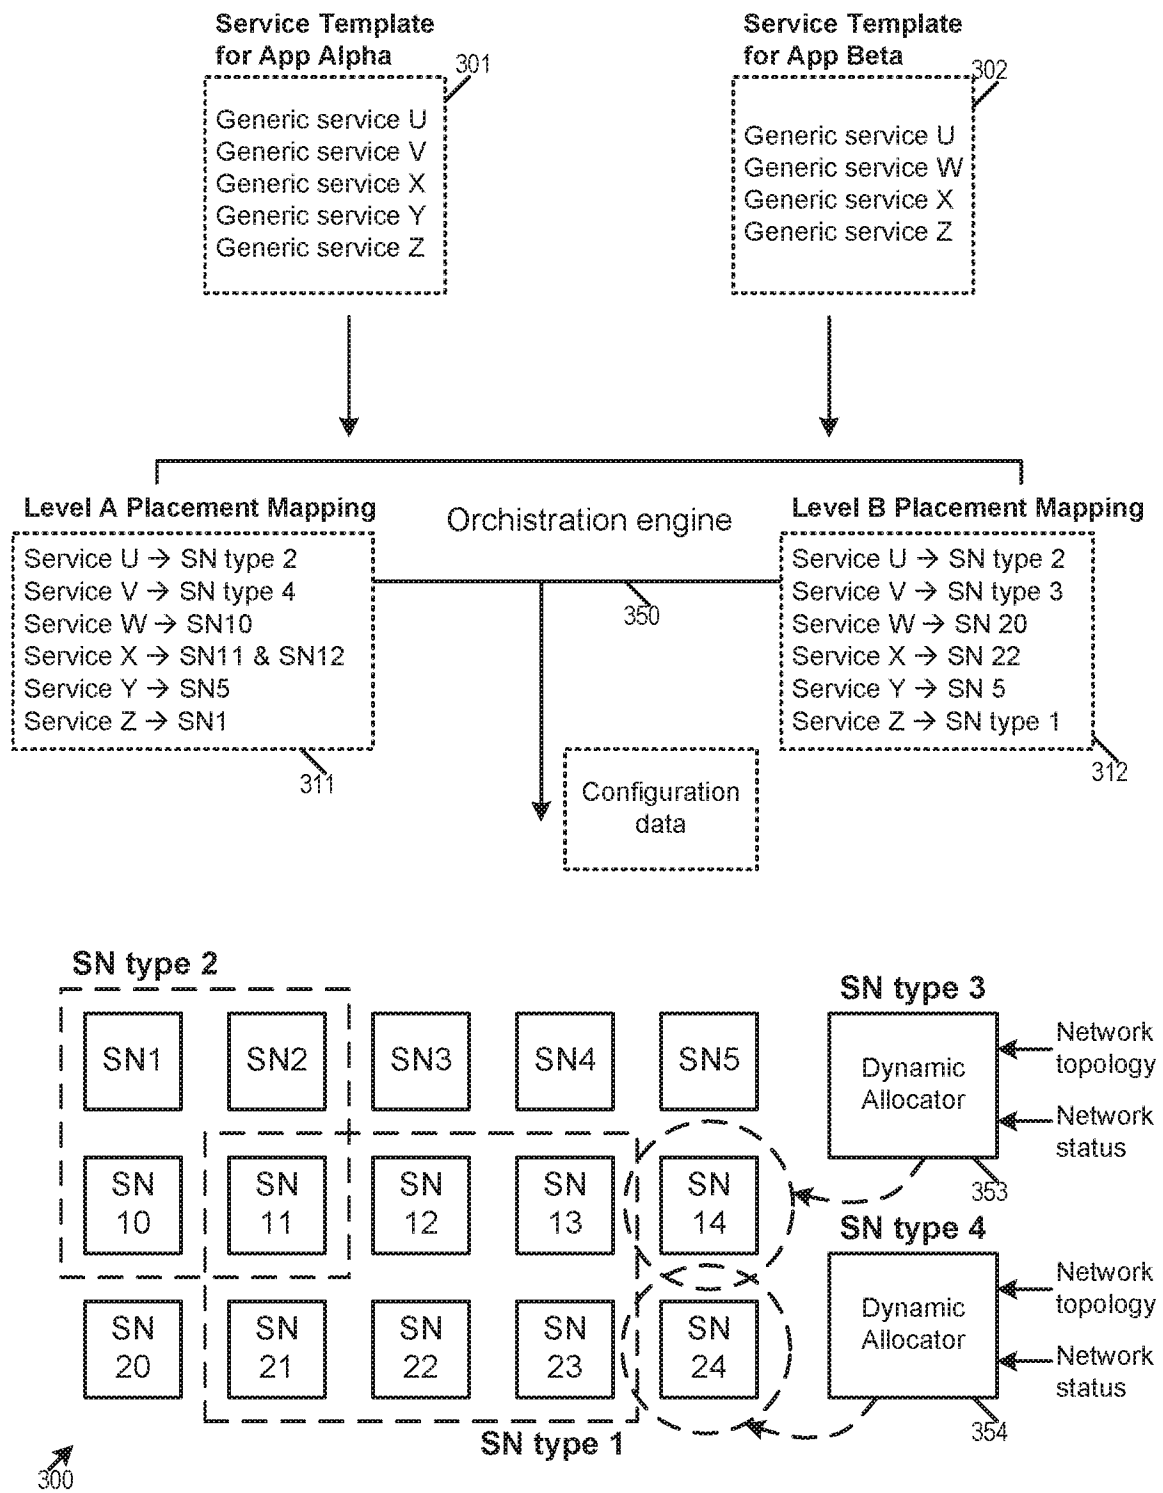 Service Template
for App Alpha
301
Generic service U
Generic service V
Generic service X
Generic service Y
Generic service Z
Service Template
for App Beta
302
Generic service U
Generic service W
Generic service X
Generic service Z
Level A Placement Mapping
Service U → SN type 2
Service V → SN type 4
Service W → SN10
Service X → SN11 & SN12
Service Y → SN5
Service Z → SN1
311
Orchistration engine
350
Level B Placement Mapping
Service U → SN type 2
Service V → SN type 3
Service W → SN 20
Service X → SN 22
Service Y → SN 5
Service Z → SN type 1
312
Configuration
data
SN type 2
SN1
SN2
SN3
SN4
SN5
SN
10
SN
11
SN
12
SN
13
SN
14
SN
20
SN
21
SN
22
SN
23
SN
24
SN type 1
SN type 3
Dynamic
Allocator
Network
topology
Network
status
353
SN type 4
Dynamic
Allocator
Network
topology
Network
status
354
300